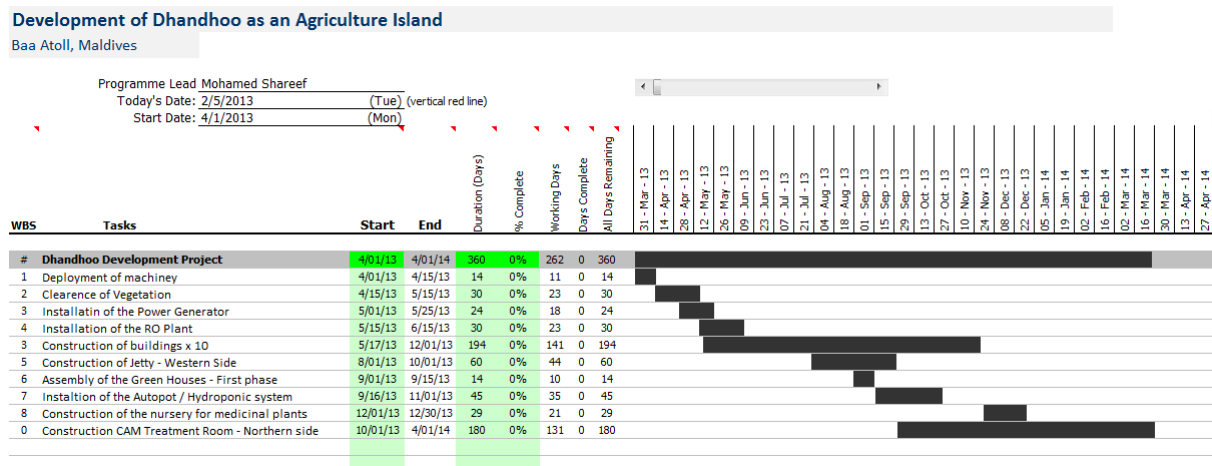 Development of Dhandhoo as an Agriculture Island
Baa Atoll, Maldives
Programme Lead Mohamed Shareef
Today's Date: 2/5/2013 (Tue) (vertical red line)
Start Date: 4/1/2013 (Mon)
WBS Tasks Start End Duration (Days) % Complete Working Days Days Complete All Days Remaining 31 - Mar - 13 14 - Apr - 13 28 - Apr - 13 12 - May - 13 26 - May - 13 09 - Jun - 13 23 - Jun - 13 07 - Jul - 13 21 - Jul - 13 04 - Aug - 13 18 - Aug - 13 01 - Sep - 13 15 - Sep - 13 29 - Sep - 13 13 - Oct - 13 27 - Oct - 13 10 - Nov - 13 24 - Nov - 13 08 - Dec - 13 22 - Dec - 13 05 - Jan - 14 19 - Jan - 14 02 - Feb - 14 16 - Feb - 14 02 - Mar - 14 16 - Mar - 14 30 - Mar - 14 13 - Apr - 14 27 - Apr - 14
# Dhandhoo Development Project 4/01/13 4/01/14 360 0% 262 0 360
1 Deployment of machiney 4/01/13 4/15/13 14 0% 11 0 14
2 Clearence of Vegetation 4/15/13 5/15/13 30 0% 23 0 30
3 Installatin of the Power Generator 5/01/13 5/25/13 24 0% 18 0 24
4 Installation of the RO Plant 5/15/13 6/15/13 30 0% 23 0 30
3 Construction of buildings x 10 5/17/13 12/01/13 194 0% 141 0 194
5 Construction of Jetty - Western Side 8/01/13 10/01/13 60 0% 44 0 60
6 Assembly of the Green Houses - First phase 9/01/13 9/15/13 14 0% 10 0 14
7 Instaltion of the Autopot / Hydroponic system 9/16/13 11/01/13 45 0% 35 0 45
8 Construction of the nursery for medicinal plants 12/01/13 12/30/13 29 0% 21 0 29
0 Construction CAM Treatment Room - Northern side 10/01/13 4/01/14 180 0% 131 0 180